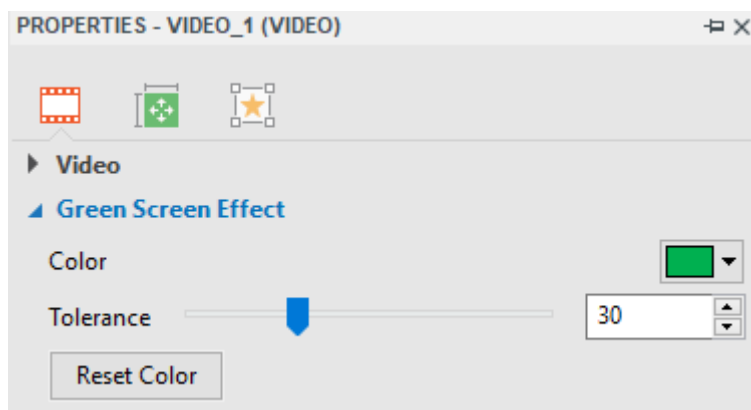 PROPERTIES - VIDEO_1 (VIDEO)
Video
Green Screen Effect
Color
Tolerance 30
Reset Color